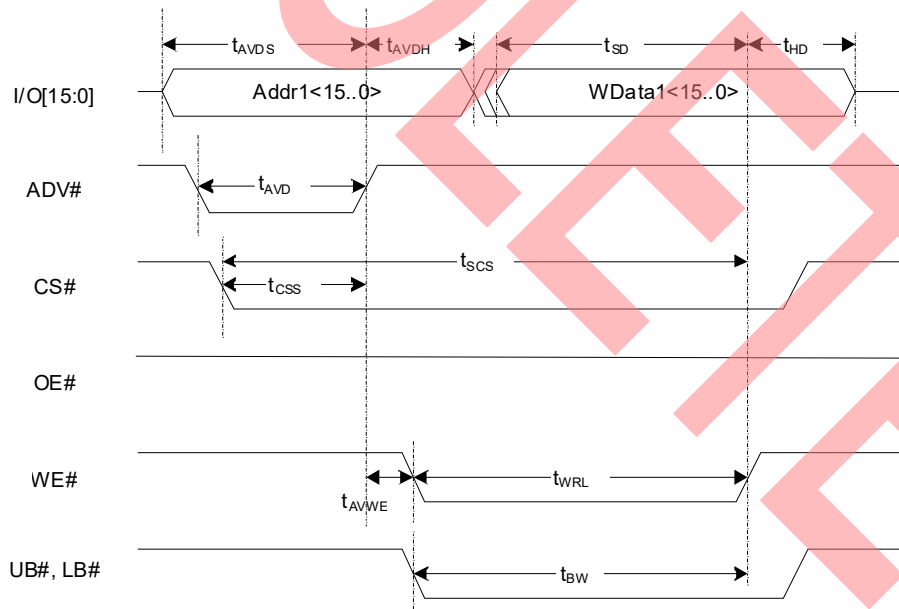 tAVDS tAVDH tSD tHD
I/O[15:0] Addr1<15..0> WData1<15..0>
ADV# tAVD
tSCS
CS# tCSS
OE#
WE# tWRL
tAVWE
UB#, LB# tBW